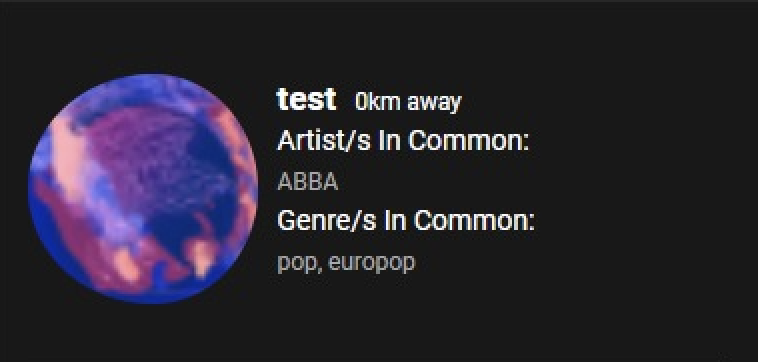 test 0km away
Artist/s In Common:
ABBA
Genre/s In Common:
pop, europop